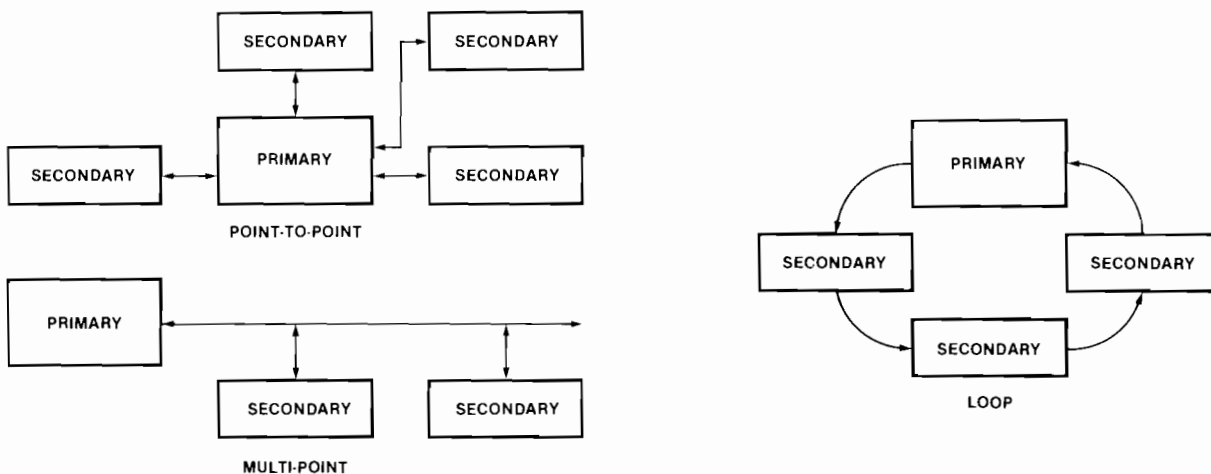 SECONDARY
SECONDARY
SECONDARY
PRIMARY
SECONDARY
POINT-TO-POINT
PRIMARY
SECONDARY
SECONDARY
MULTI-POINT
PRIMARY
SECONDARY
SECONDARY
SECONDARY
LOOP